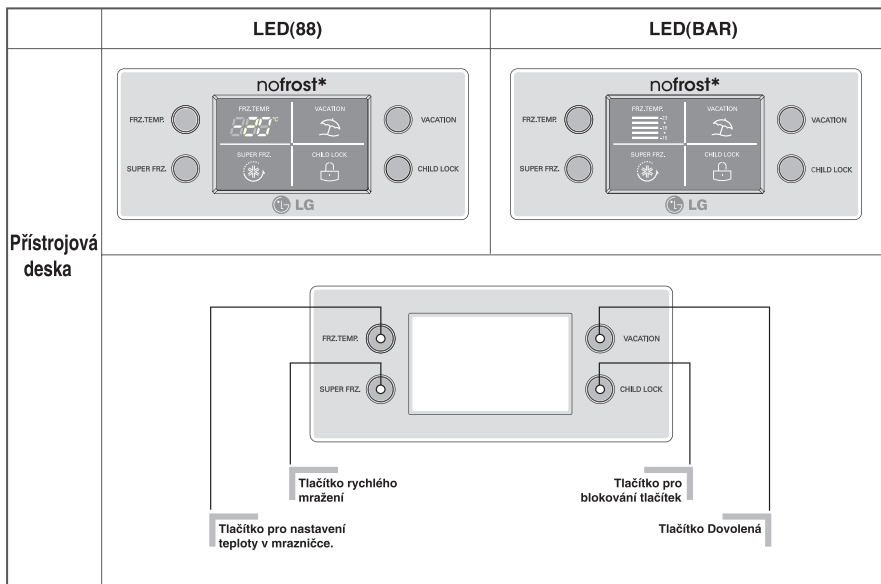 LED(88)
LED(BAR)
Přístrojová
deska
nofrost*
FRZ.TEMP.
SUPER FRZ.
FRZ.TEMP.
-20°C
VACATION
SUPER FRZ.
CHILD LOCK
VACATION
CHILD LOCK
LG
nofrost*
FRZ.TEMP.
SUPER FRZ.
FRZ.TEMP.
VACATION
SUPER FRZ.
CHILD LOCK
VACATION
CHILD LOCK
LG
FRZ.TEMP.
SUPER FRZ.
VACATION
CHILD LOCK
Tlačítko rychlého
mražení
Tlačítko pro
blokování tlačítek
Tlačítko pro nastavení
teploty v mrazničce.
Tlačítko Dovolená